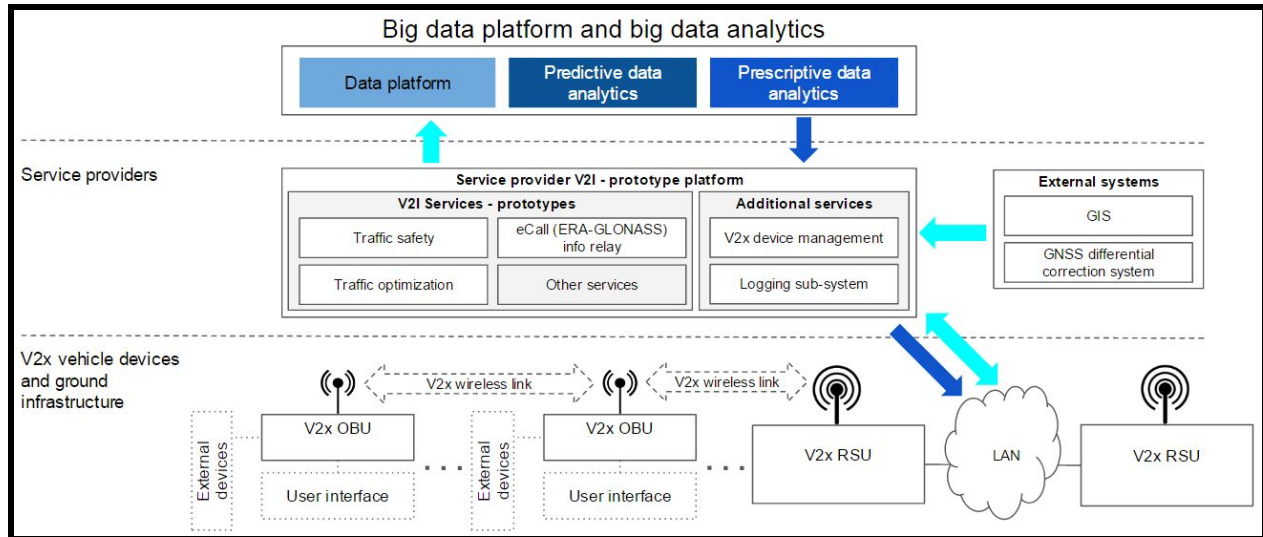 Big data platform and big data analytics
Data platform
Predictive data
analytics
Prescriptive data
analytics
Service providers
Service provider V2I - prototype platform
V2I Services - prototypes
Traffic safety
eCall (ERA-GLONASS)
info relay
Traffic optimization
Other services
Additional services
V2x device management
Logging sub-system
External systems
GIS
GNSS differential
correction system
V2x vehicle devices
and ground
infrastructure
V2x wireless link
V2x wireless link
External
devices
V2x OBU
User interface
...
External
devices
V2x OBU
User interface
...
V2x RSU
LAN
V2x RSU